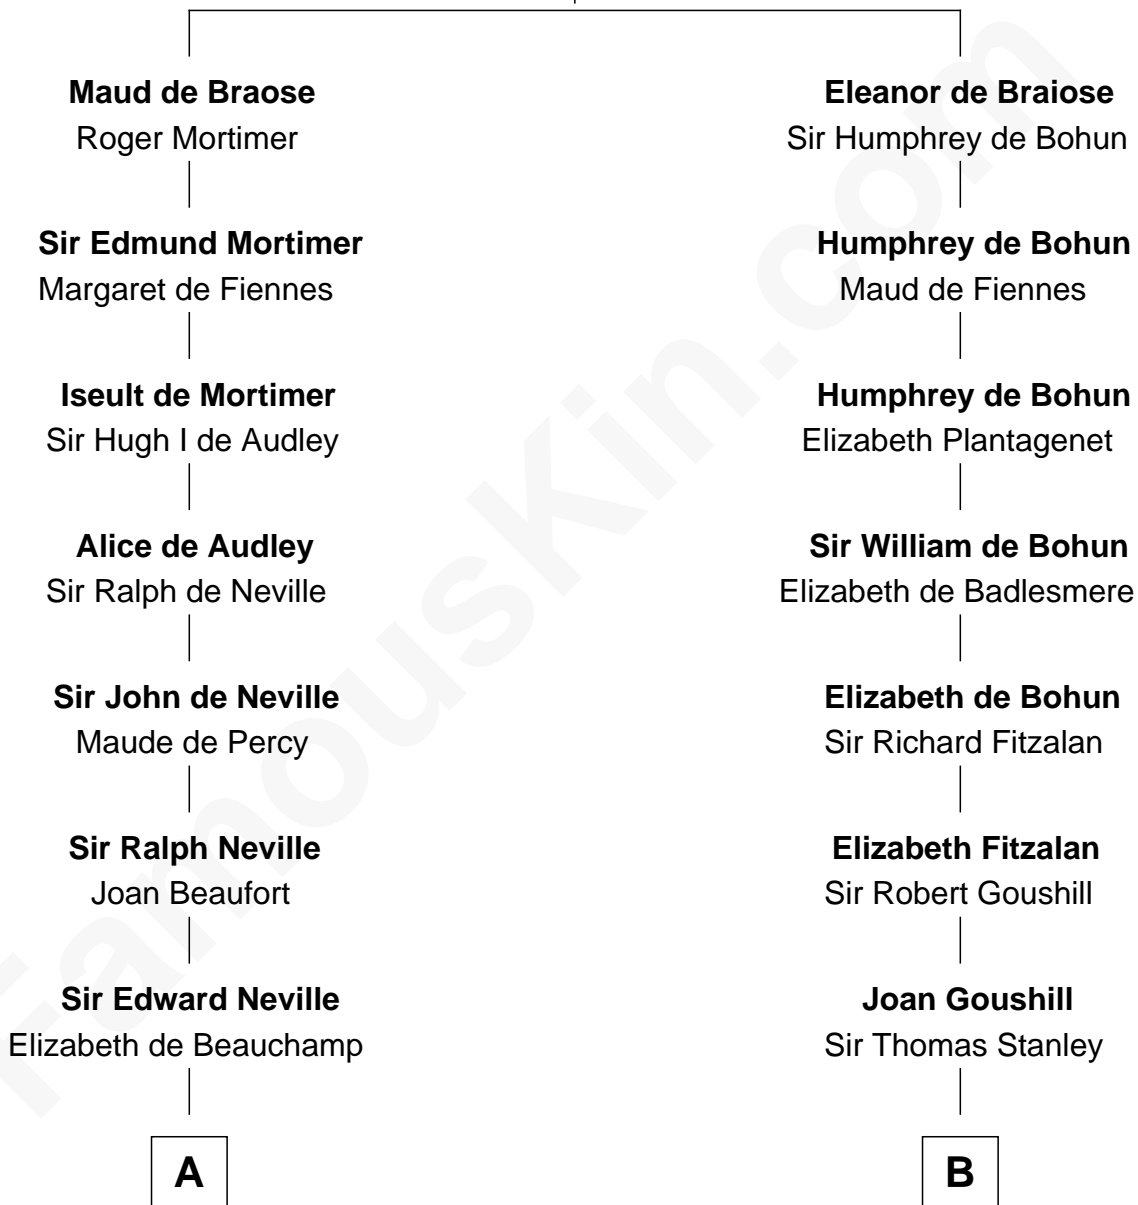 Maud de Braose
Roger Mortimer
Sir Edmund Mortimer
Margaret de Fiennes
Iseult de Mortimer
Sir Hugh I de Audley
Alice de Audley
Sir Ralph de Neville
Sir John de Neville
Maude de Percy
Sir Ralph Neville
Joan Beaufort
Sir Edward Neville
Elizabeth de Beauchamp
A
Eleanor de Braiose
Sir Humphrey de Bohun
Humphrey de Bohun
Maud de Fiennes
Humphrey de Bohun
Elizabeth Plantagenet
Sir William de Bohun
Elizabeth de Badlesmere
Elizabeth de Bohun
Sir Richard Fitzalan
Elizabeth Fitzalan
Sir Robert Goushill
Joan Goushill
Sir Thomas Stanley
B
FamousKin.com